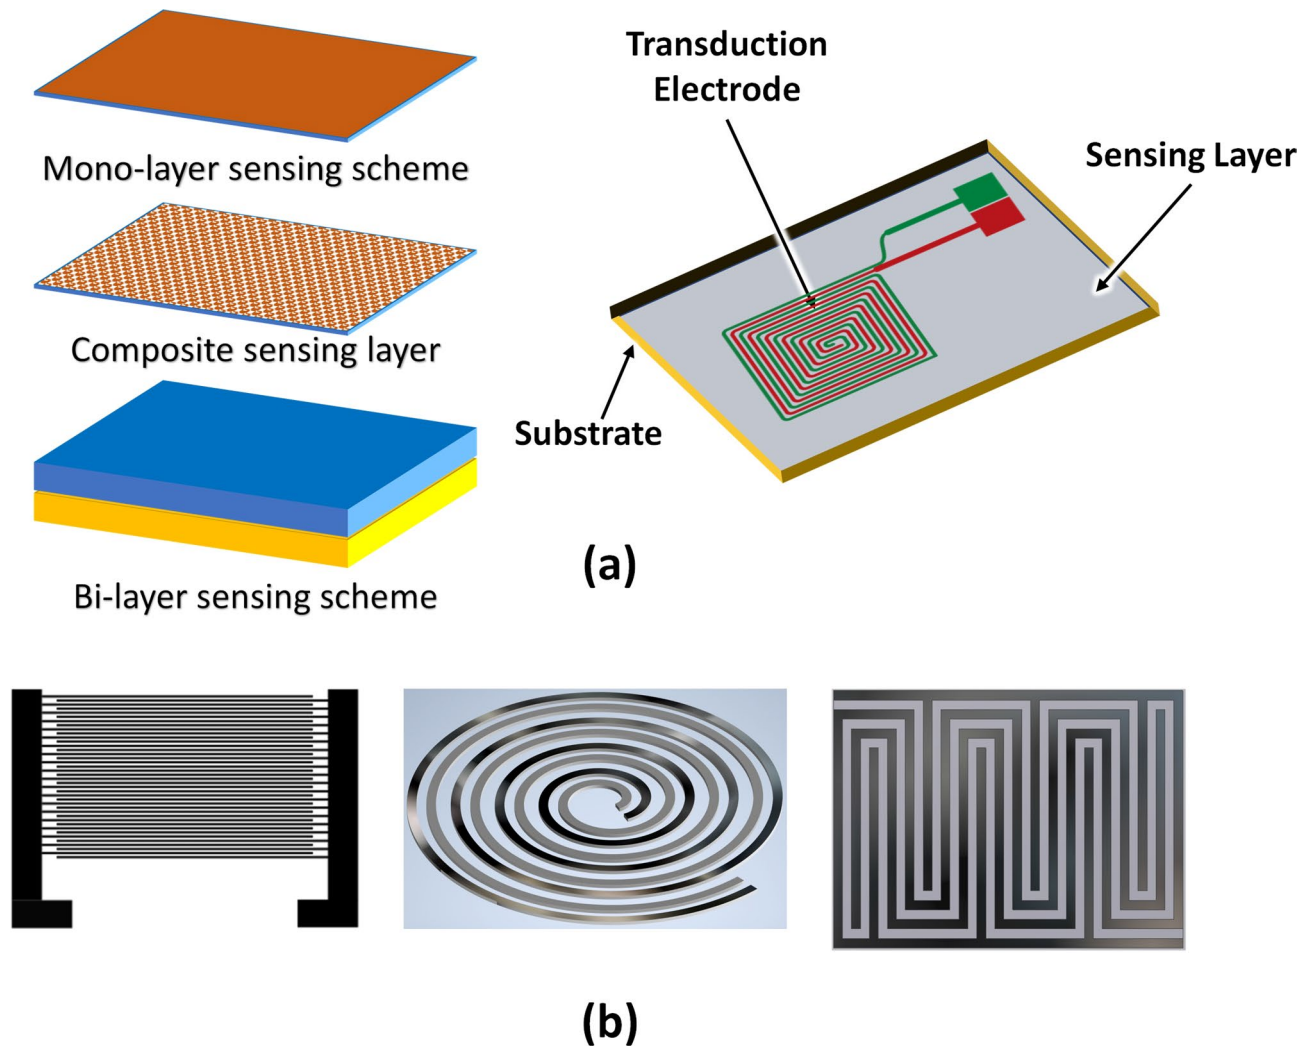 Transduction
Electrode
Sensing Layer
Mono-layer sensing scheme
Composite sensing layer
Substrate
(a)
Bi-layer sensing scheme
(b)